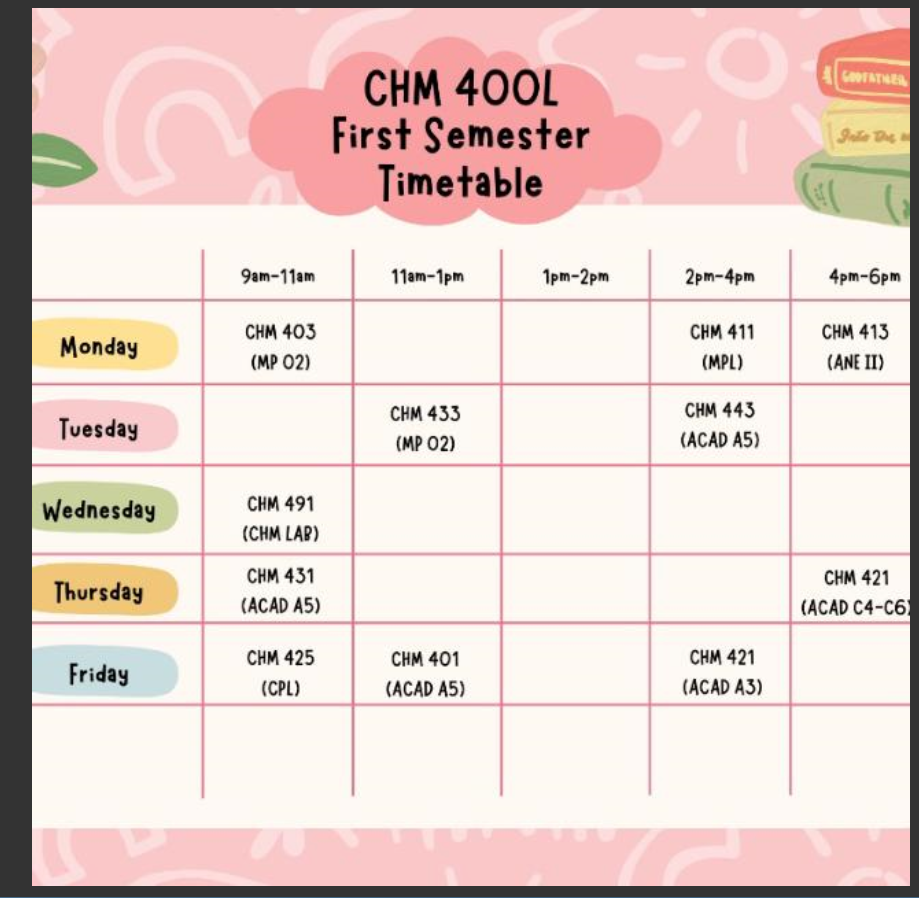 CHM 400L
First Semester
Timetable
GODFATHER
9am-11am 11am-1pm 1pm-2pm 2pm-4pm 4pm-6pm
Monday
CHM 403
(MP 02)
CHM 411
(MPL)
CHM 413
(ANE II)
Tuesday
CHM 433
(MP 02)
CHM 443
(ACAD A5)
Wednesday
CHM 491
(CHM LAB)
Thursday
CHM 431
(ACAD A5)
CHM 421
(ACAD C4-C6)
Friday
CHM 425
(CPL)
CHM 401
(ACAD A5)
CHM 421
(ACAD A3)